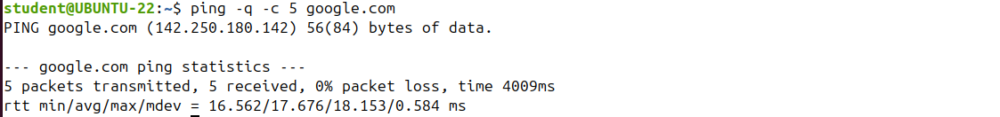 student@UBUNTU-22:~$ ping -q -c 5 google.com
PING google.com (142.250.180.142) 56(84) bytes of data.

--- google.com ping statistics ---
5 packets transmitted, 5 received, 0% packet loss, time 4009ms
rtt min/avg/max/mdev = 16.562/17.676/18.153/0.584 ms